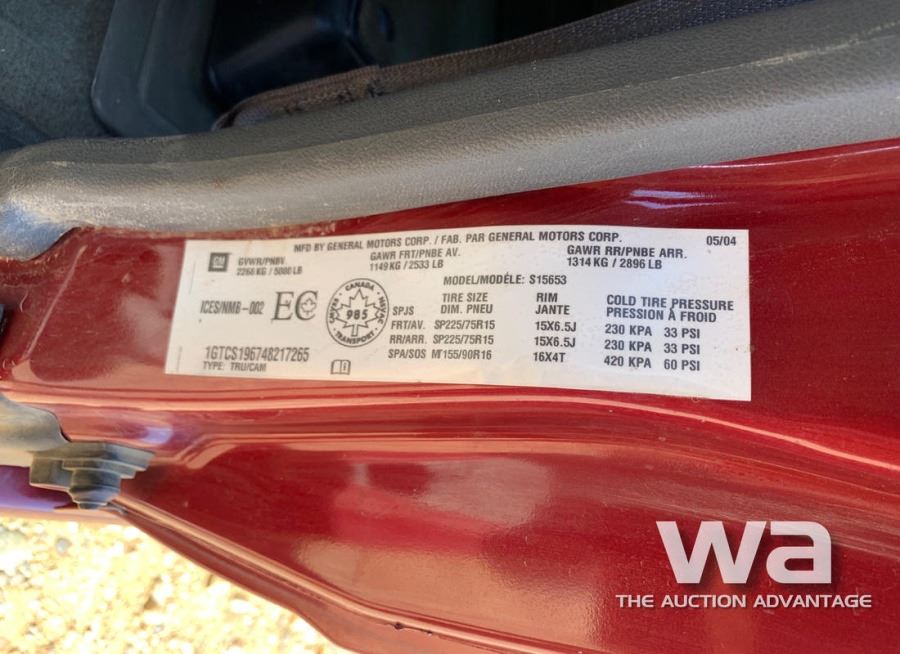 MFD BY GENERAL MOTORS CORP. / FAB. PAR GENERAL MOTORS CORP. 05/04
GM
GVWR/PNBV GAWR FRT/PNBE AV. GAWR RR/PNBE ARR.
2268 KG / 5000 LB 1149 KG / 2533 LB 1314 KG / 2896 LB
MODEL/MODÉLE: S15653
ICES/NMB-002 EC
CANADA
CMVSS NSVAC
985
TRANSPORT
TIRE SIZE RIM COLD TIRE PRESSURE
SPJS DIM. PNEU JANTE PRESSION À FROID
FRT/AV. SP225/75R15 15X6.5J 230 KPA 33 PSI
RR/ARR. SP225/75R15 15X6.5J 230 KPA 33 PSI
SPA/SOS MT155/90R16 16X4T 420 KPA 60 PSI
1GTCS196748217265
TYPE: TRU/CAM
wa
THE AUCTION ADVANTAGE